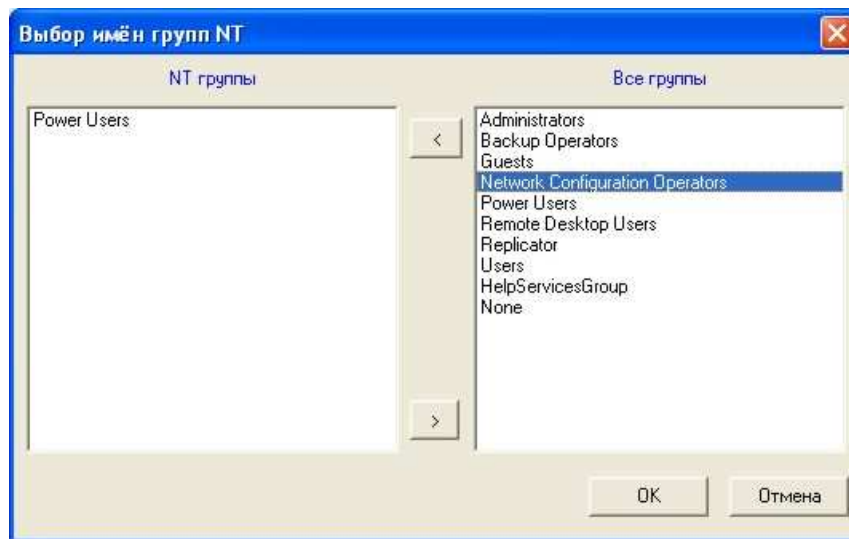 Выбор имён групп NT
NT группы
Все группы
Power Users
<
>
Administrators
Backup Operators
Guests
Network Configuration Operators
Power Users
Remote Desktop Users
Replicator
Users
HelpServicesGroup
None
OK
Отмена